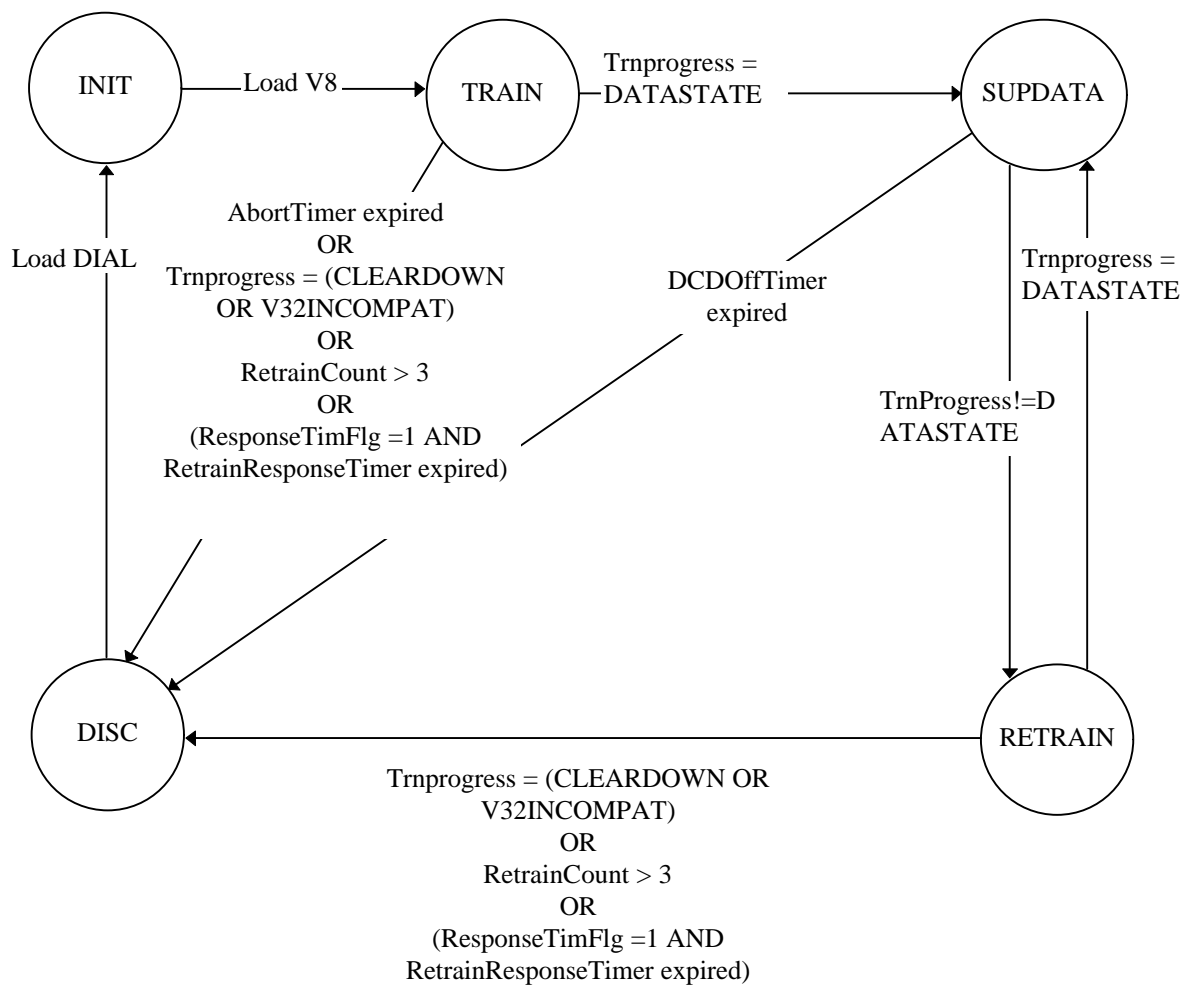 INIT
Load V8
TRAIN
Trnprogress =
DATASTATE
SUPDATA
Load DIAL
AbortTimer expired
OR
Trnprogress = (CLEARDOWN
OR V32INCOMPAT)
OR
RetrainCount > 3
OR
(ResponseTimFlg =1 AND
RetrainResponseTimer expired)
DCDOffTimer
expired
Trnprogress =
DATASTATE
TrnProgress!=D
ATASTATE
DISC
RETRAIN
Trnprogress = (CLEARDOWN OR
V32INCOMPAT)
OR
RetrainCount > 3
OR
(ResponseTimFlg =1 AND
RetrainResponseTimer expired)